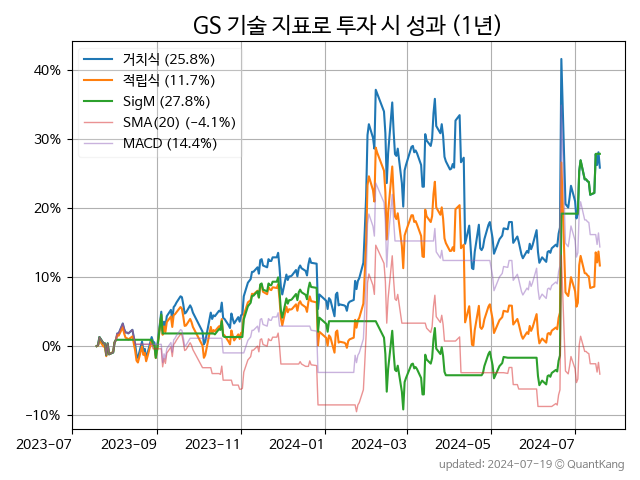 GS 기술 지표로 투자 시 성과 (1년)
거치식 (25.8%)
적립식 (11.7%)
SigM (27.8%)
SMA(20) (−4.1%)
MACD (14.4%)
40%
30%
20%
10%
0%
−10%
2023-07
2023-09
2023-11
2024-01
2024-03
2024-05
2024-07
updated: 2024-07-19 © QuantKang